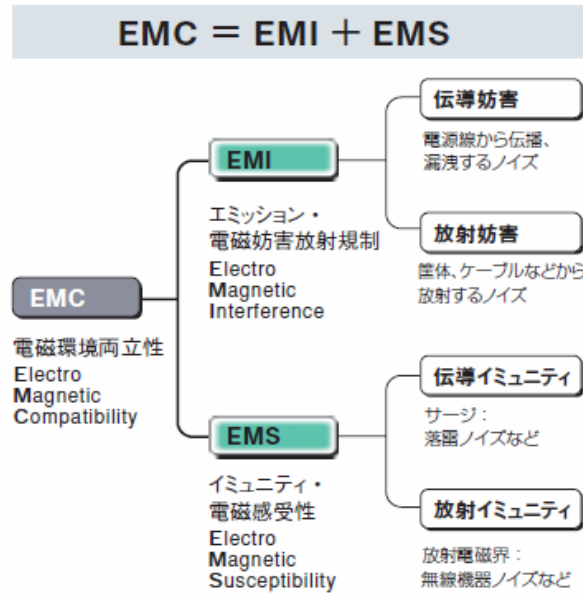 EMC = EMI + EMS
EMC
電磁環境両立性
Electro
Magnetic
Compatibility
EMI
エミッション・
電磁妨害放射規制
Electro
Magnetic
Interference
伝導妨害
電源線から伝播、
漏洩するノイズ
放射妨害
筐体、ケーブルなどから
放射するノイズ
EMS
イミュニティ・
電磁感受性
Electro
Magnetic
Susceptibility
伝導イミュニティ
サージ：
落雷ノイズなど
放射イミュニティ
放射電磁界：
無線機器ノイズなど